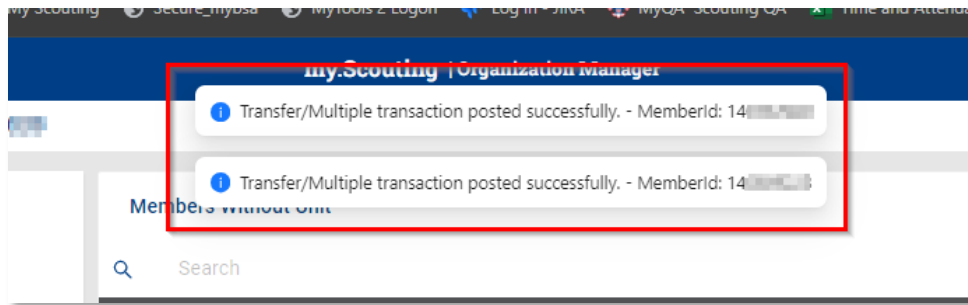 My Scouting Secure_mybsa MyTools 2 Logon Log in - JIRA MyQA Scouting QA Time and Attenda
my.Scouting | Organization Manager
Transfer/Multiple transaction posted successfully. - MemberId: 14
Transfer/Multiple transaction posted successfully. - MemberId: 14
Members Without Unit
Search